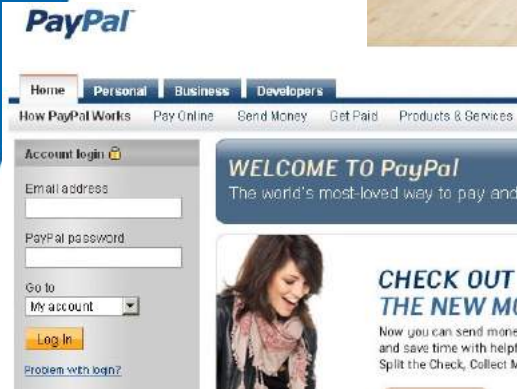 PayPal
Home Personal Business Developers
How PayPal Works Pay Online Send Money Get Paid Products & Services
Account login
Email address
PayPal password
Go to
My account
Log In
Problem with login?
WELCOME TO PayPal
The world's most-loved way to pay and
CHECK OUT
THE NEW MO
Now you can send mone
and save time with helpf
Split the Check, Collect M